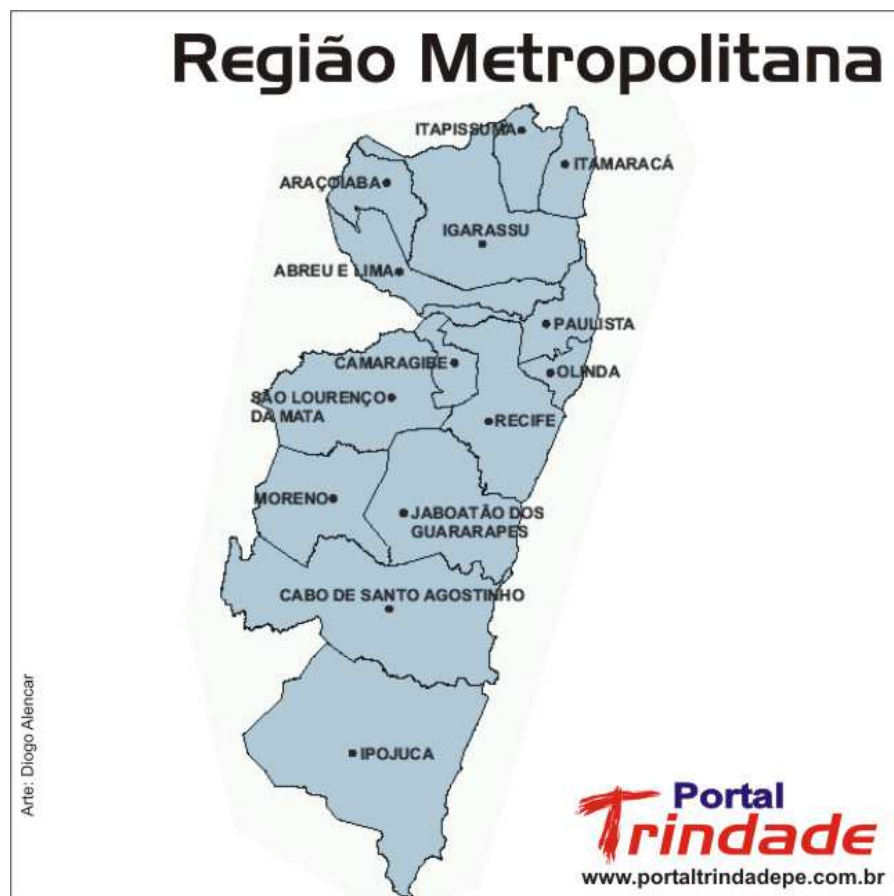 Região Metropolitana
ITAPISSUMA
ITAMARACÁ
ARAÇOIABA
IGARASSU
ABREU E LIMA
PAULISTA
CAMARAGIBE
OLINDA
SÃO LOURENÇO
DA MATA
RECIFE
MORENO
JABOATÃO DOS
GUARARAPES
CABO DE SANTO AGOSTINHO
IPOJUCA
Arte: Diogo Alencar
Portal
Trindade
www.portaltrindadepe.com.br